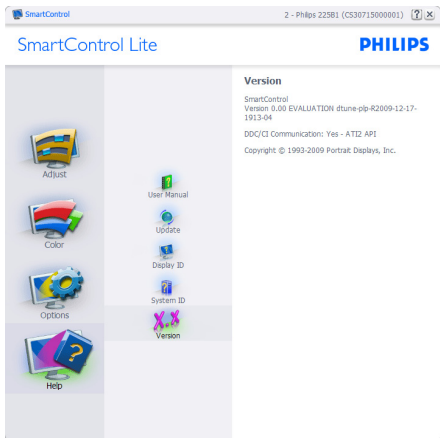 SmartControl
2 - Philips 225B1 (CS30715000001)
SmartControl Lite
PHILIPS
Adjust
Color
Options
Help
User Manual
Update
Display ID
System ID
X.X
Version
Version
SmartControl
Version 0.00 EVALUATION dtune-plp-R2009-12-17-
1913-04
DDC/CI Communication: Yes - ATI2 API
Copyright © 1993-2009 Portrait Displays, Inc.